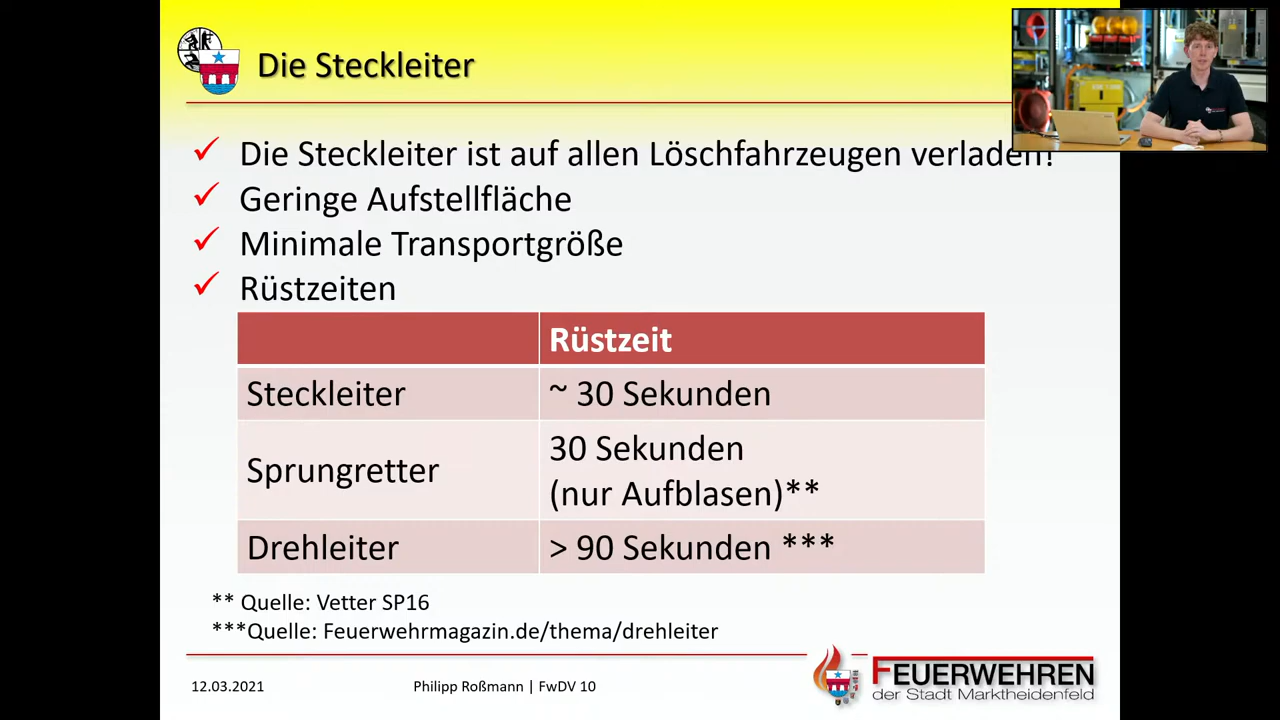 Die Steckleiter
Die Steckleiter ist auf allen Löschfahrzeugen verladen!
Geringe Aufstellfläche
Minimale Transportgröße
Rüstzeiten
Rüstzeit
Steckleiter ~ 30 Sekunden
Sprungretter 30 Sekunden
(nur Aufblasen)**
Drehleiter > 90 Sekunden ***
** Quelle: Vetter SP16
***Quelle: Feuerwehrmagazin.de/thema/drehleiter
12.03.2021 Philipp Roßmann | FwDV 10
FEUERWEHREN
der Stadt Marktheidenfeld